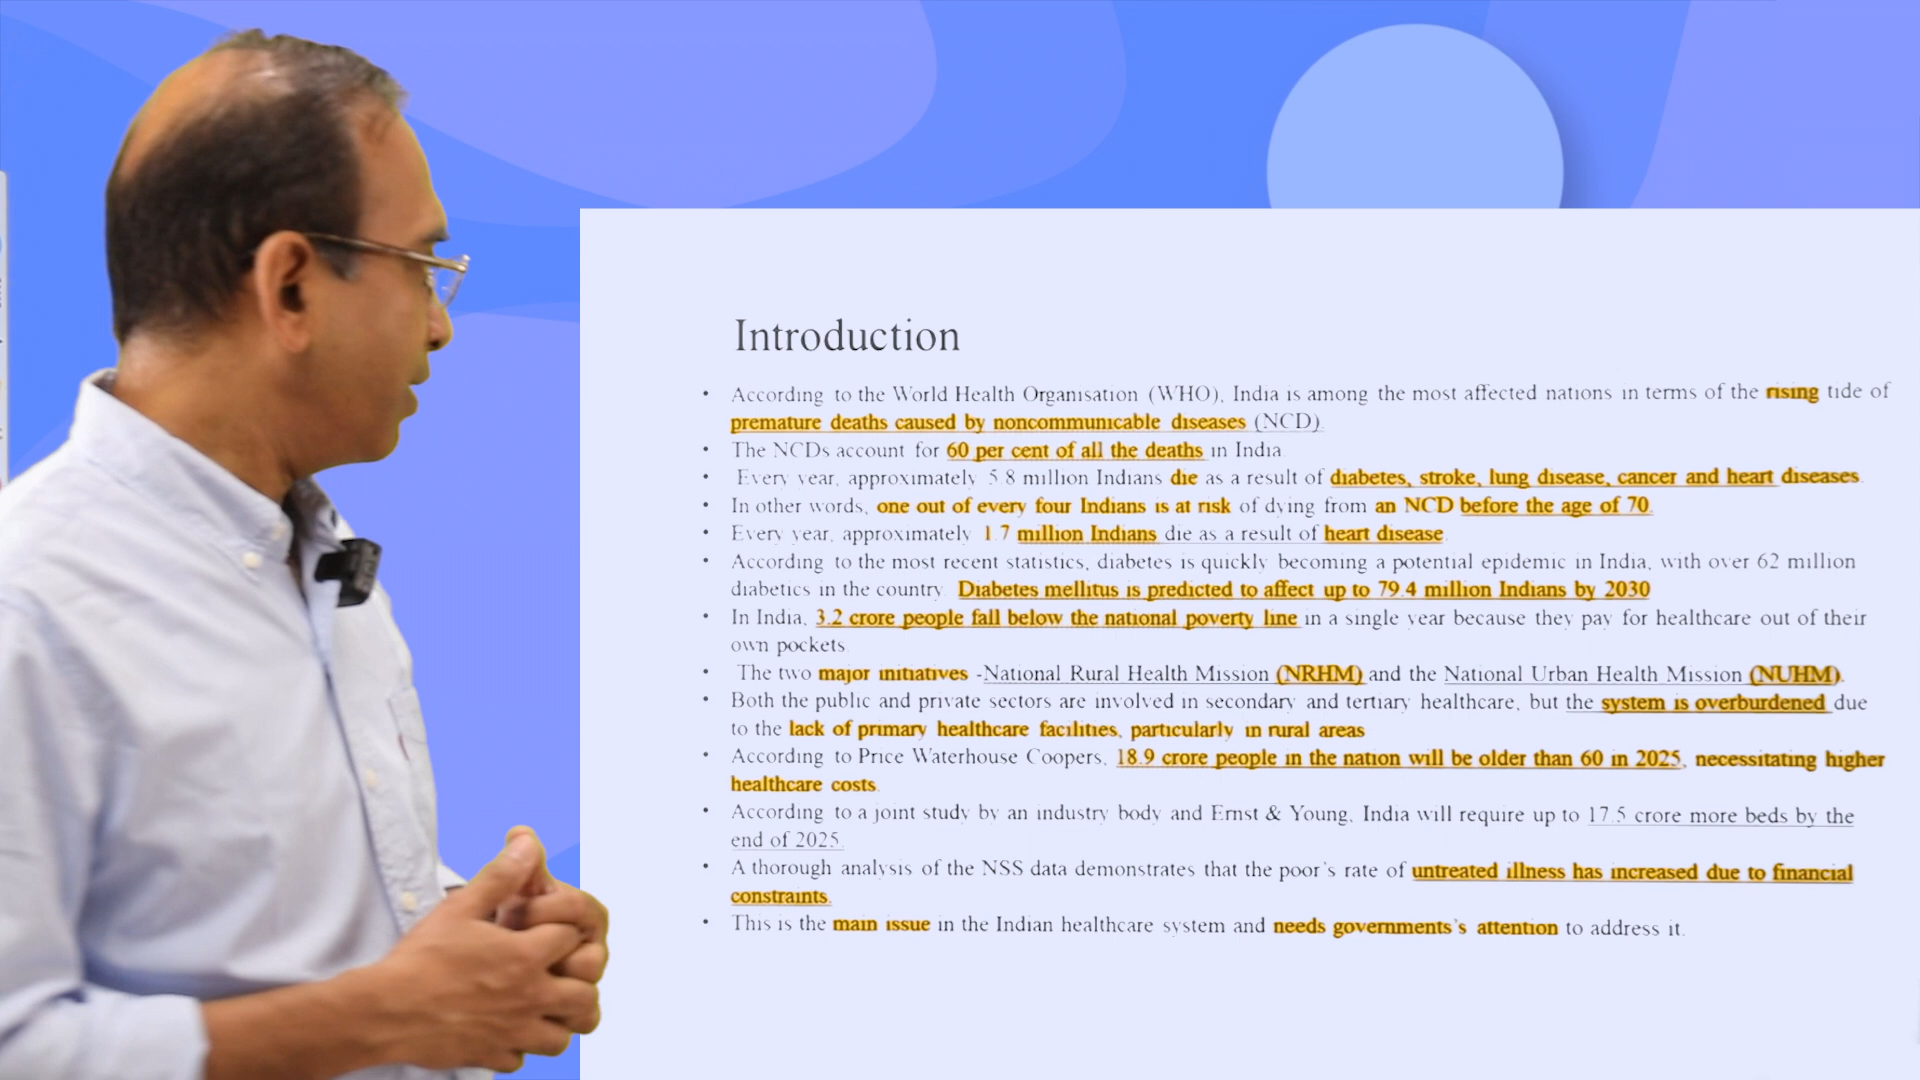 Introduction
• According to the World Health Organisation (WHO), India is among the most affected nations in terms of the rising tide of
premature deaths caused by noncommunicable diseases (NCD).
• The NCDs account for 60 per cent of all the deaths in India.
• Every year, approximately 5.8 million Indians die as a result of diabetes, stroke, lung disease, cancer and heart diseases.
• In other words, one out of every four Indians is at risk of dying from an NCD before the age of 70.
• Every year, approximately 1.7 million Indians die as a result of heart disease.
• According to the most recent statistics, diabetes is quickly becoming a potential epidemic in India, with over 62 million
diabetics in the country. Diabetes mellitus is predicted to affect up to 79.4 million Indians by 2030
• In India, 3.2 crore people fall below the national poverty line in a single year because they pay for healthcare out of their
own pockets.
• The two major initiatives -National Rural Health Mission (NRHM) and the National Urban Health Mission (NUHM).
• Both the public and private sectors are involved in secondary and tertiary healthcare, but the system is overburdened due
to the lack of primary healthcare facilities, particularly in rural areas
• According to Price Waterhouse Coopers, 18.9 crore people in the nation will be older than 60 in 2025, necessitating higher
healthcare costs.
• According to a joint study by an industry body and Ernst & Young, India will require up to 17.5 crore more beds by the
end of 2025.
• A thorough analysis of the NSS data demonstrates that the poor's rate of untreated illness has increased due to financial
constraints.
• This is the main issue in the Indian healthcare system and needs governments's attention to address it.